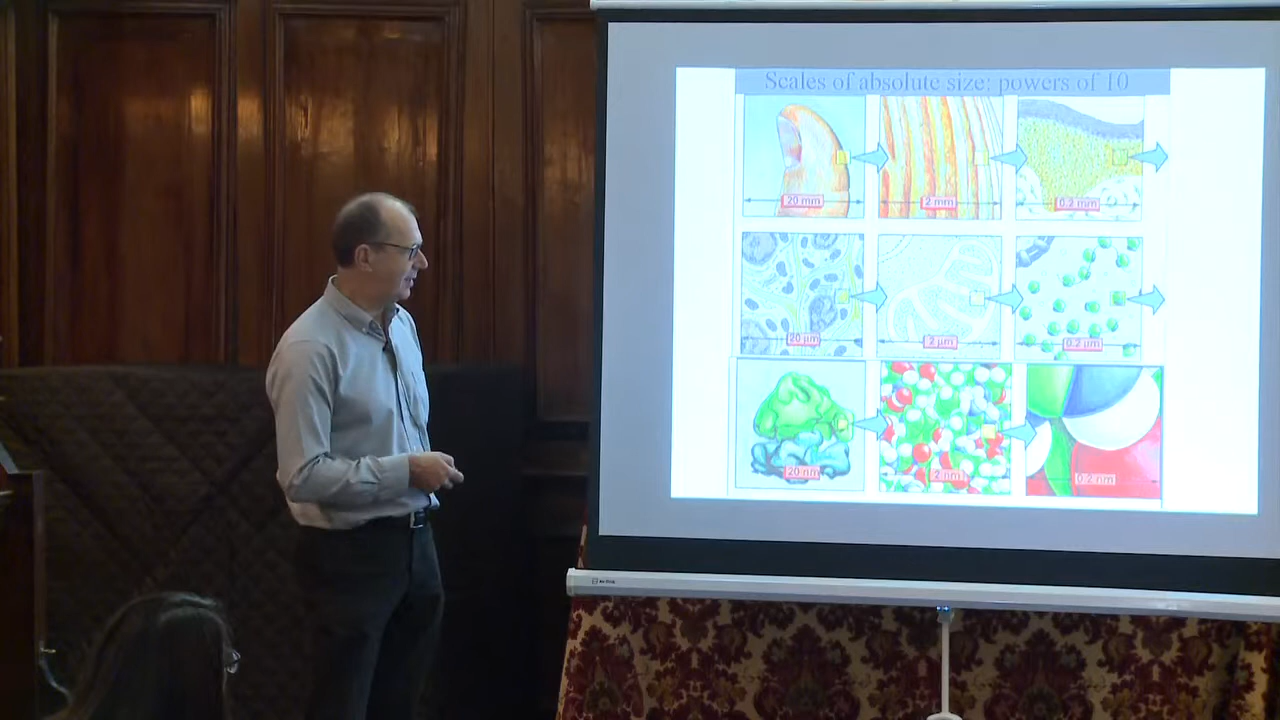 Scales of absolute size: powers of 10
20 mm
2 mm
0.2 mm
20 µm
2 µm
0.2 µm
20 nm
2 nm
0.2 nm